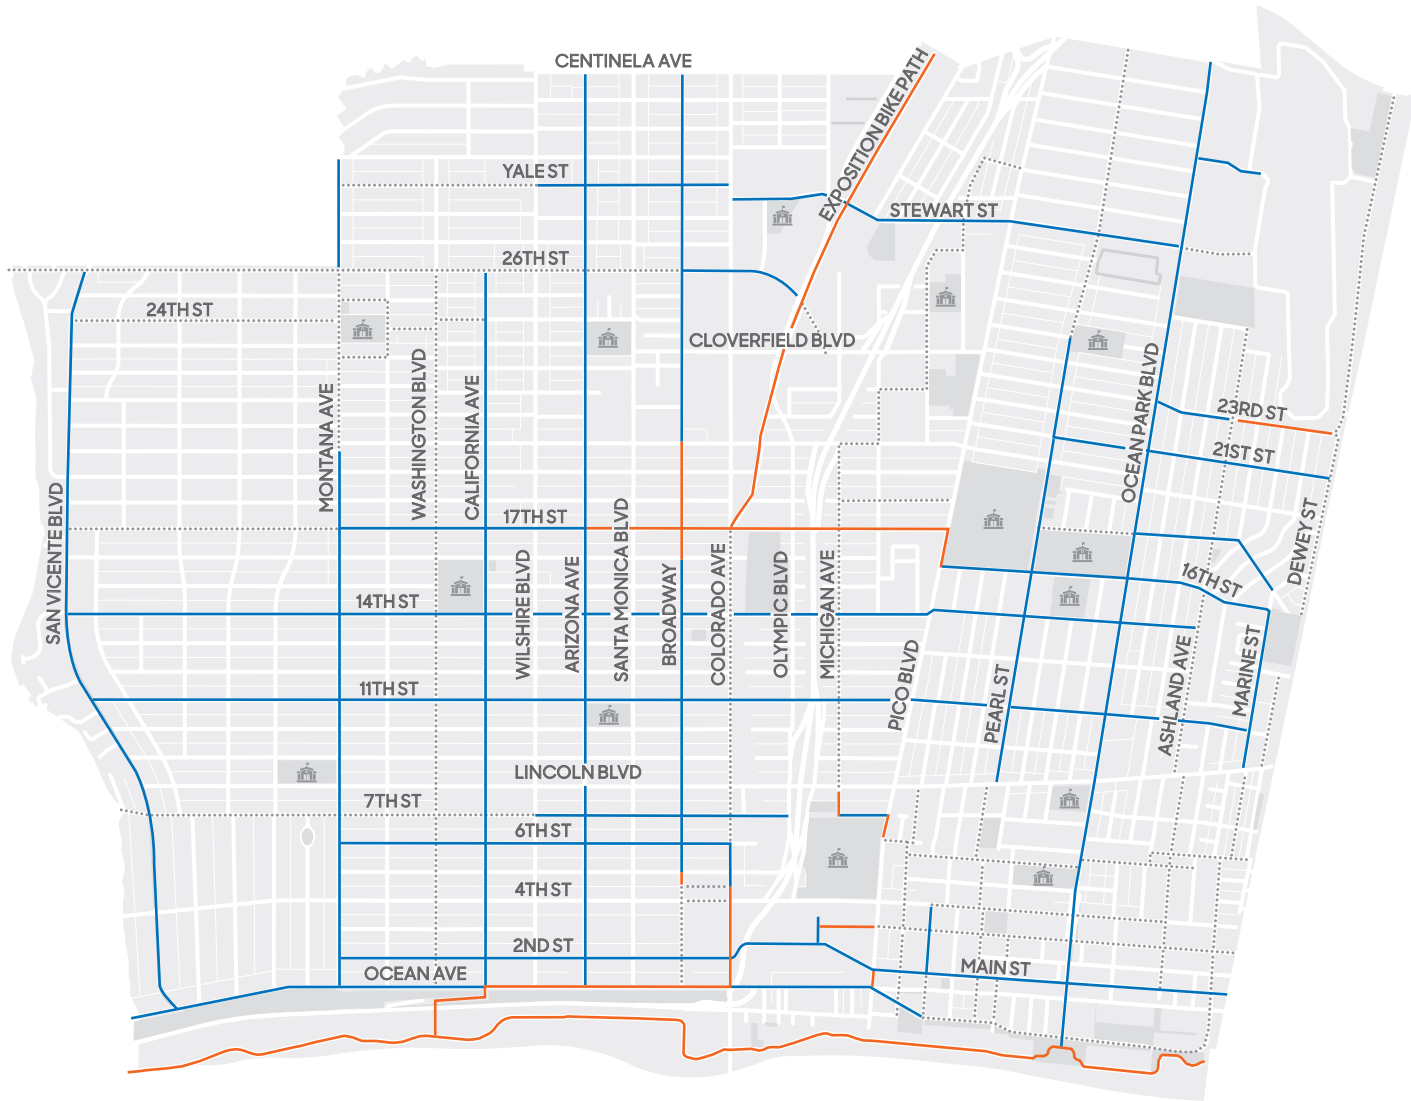 CENTINELA AVE
EXPOSITION BIKE PATH
YALE ST
STEWART ST
26TH ST
24TH ST
CLOVERFIELD BLVD
MONTANA AVE
WASHINGTON BLVD
CALIFORNIA AVE
OCEAN PARK BLVD
23RD ST
21ST ST
SAN VICENTE BLVD
17TH ST
SANTA MONICA BLVD
WILSHIRE BLVD
ARIZONA AVE
BROADWAY
COLORADO AVE
OLYMPIC BLVD
MICHIGAN AVE
DEWEY ST
16TH ST
14TH ST
PICO BLVD
PEARL ST
ASHLAND AVE
MARINE ST
11TH ST
LINCOLN BLVD
7TH ST
6TH ST
4TH ST
2ND ST
OCEAN AVE
MAIN ST